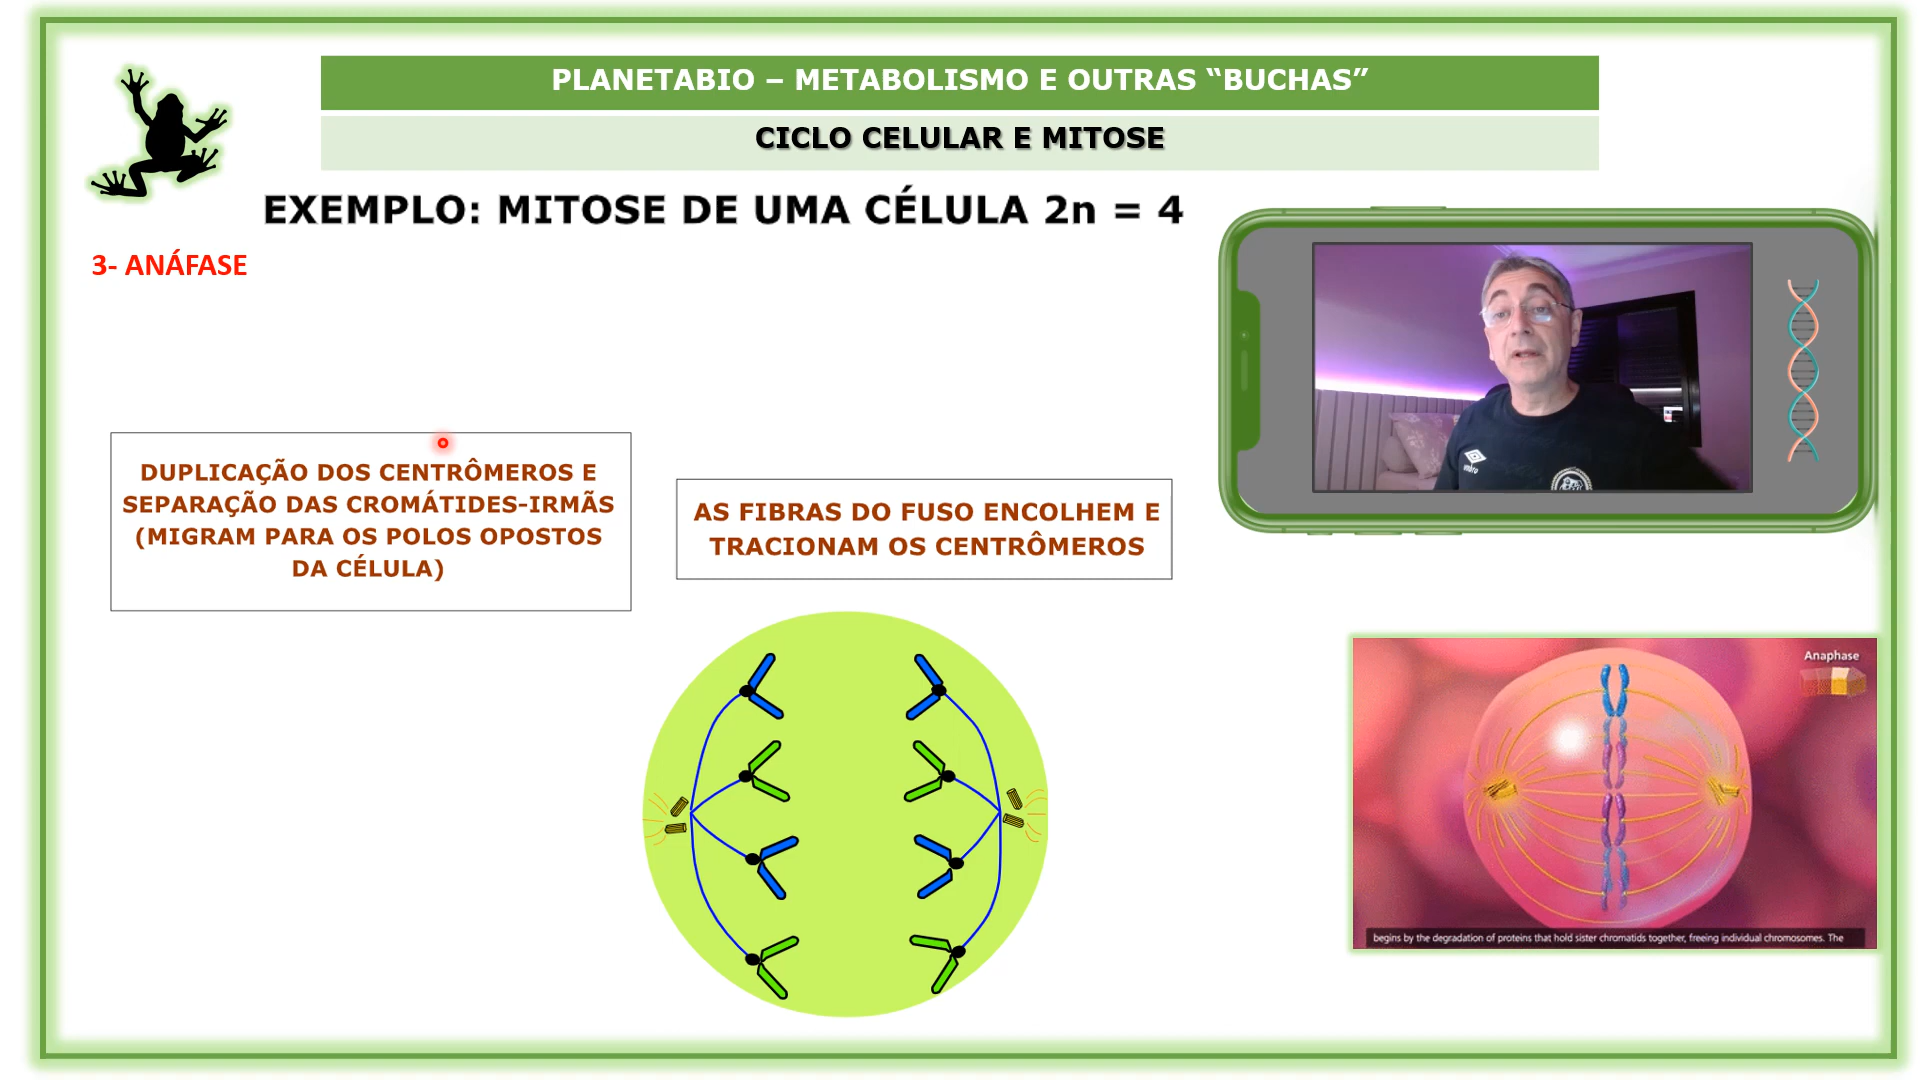 PLANETABIO – METABOLISMO E OUTRAS “BUCHAS”
CICLO CELULAR E MITOSE
EXEMPLO: MITOSE DE UMA CÉLULA 2n = 4
3- ANÁFASE
DUPLICAÇÃO DOS CENTRÔMEROS E
SEPARAÇÃO DAS CROMÁTIDES-IRMÃS
(MIGRAM PARA OS POLOS OPOSTOS
DA CÉLULA)
AS FIBRAS DO FUSO ENCOLHEM E
TRACIONAM OS CENTRÔMEROS
umbro
Anaphase
begins by the degradation of proteins that hold sister chromatids together, freeing individual chromosomes. The